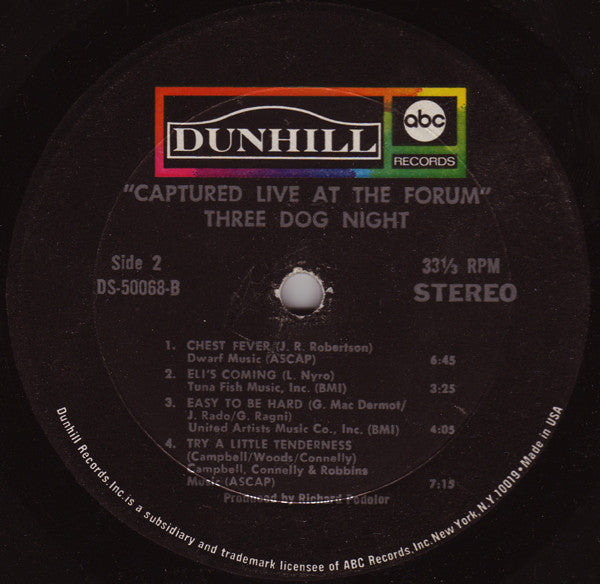 DUNHILL
abc
RECORDS
"CAPTURED LIVE AT THE FORUM"
THREE DOG NIGHT
Side 2
DS-50068-B
33⅓ RPM
STEREO
1. CHEST FEVER (J. R. Robertson)
Dwarf Music (ASCAP) 6:45
2. ELI'S COMING (L. Nyro)
Tuna Fish Music, Inc. (BMI) 3:25
3. EASY TO BE HARD (G. Mac Dermot/
J. Rado/G. Ragni)
United Artists Music Co., Inc. (BMI) 4:05
4. TRY A LITTLE TENDERNESS
(Campbell/Woods/Connelly)
Campbell, Connelly & Robbins
Music (ASCAP) 7:15
Produced by Richard Podolor
Dunhill Records, Inc. is a subsidiary and trademark licensee of ABC Records, Inc. New York, N.Y. 10019 • Made in USA